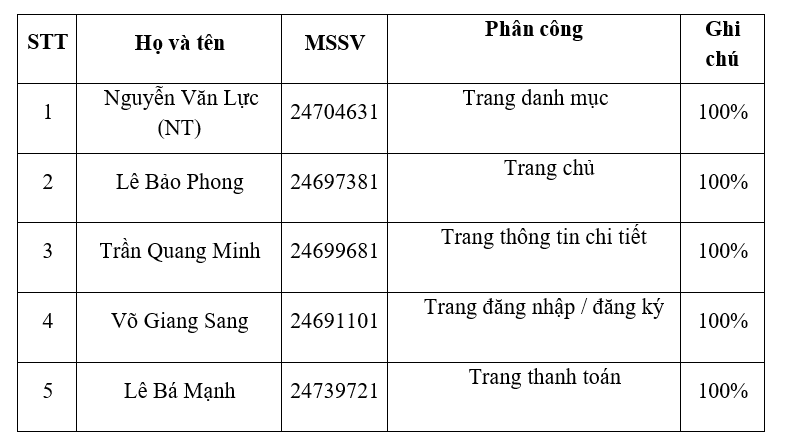 STT Họ và tên MSSV Phân công Ghi chú
1 Nguyễn Văn Lực (NT) 24704631 Trang danh mục 100%
2 Lê Bảo Phong 24697381 Trang chủ 100%
3 Trần Quang Minh 24699681 Trang thông tin chi tiết 100%
4 Võ Giang Sang 24691101 Trang đăng nhập / đăng ký 100%
5 Lê Bá Mạnh 24739721 Trang thanh toán 100%